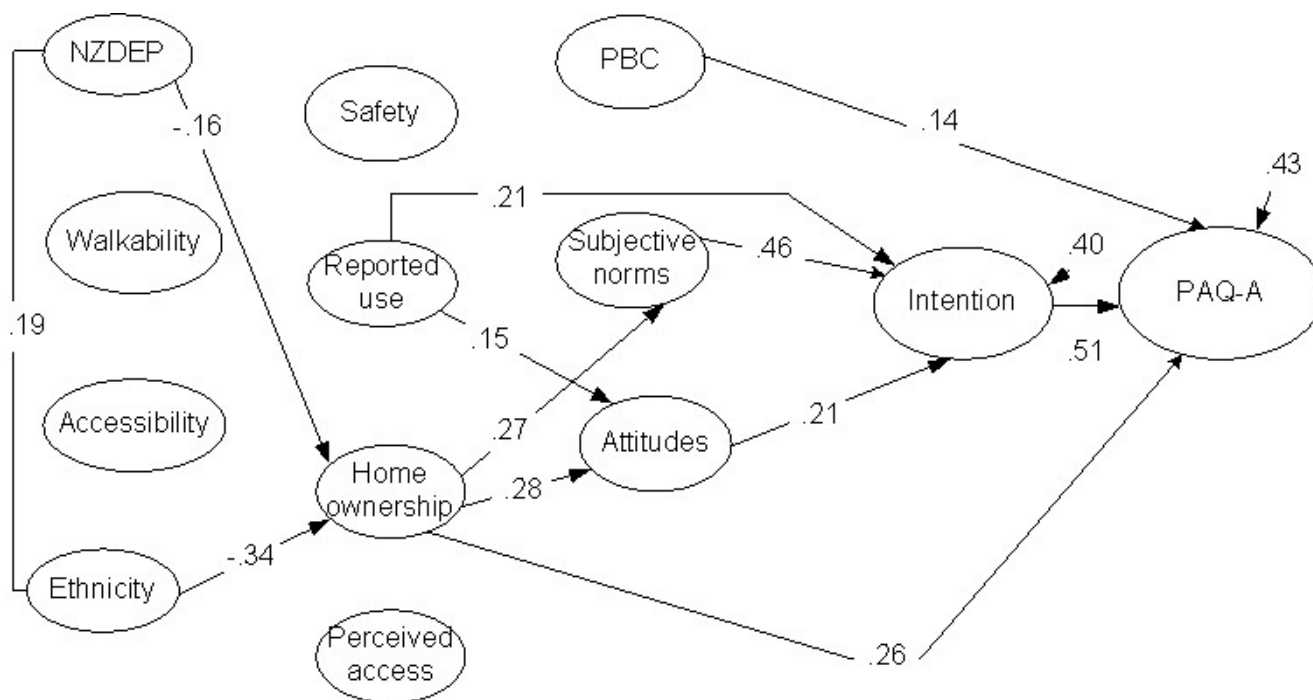 NZDEP
PBC
Safety
-.16
.14
.43
.21
Walkability
Subjective
norms
.46
.40
Reported
use
Intention
PAQ-A
.19
.15
.51
Accessibility
.27
Attitudes
.21
Home
ownership
.28
-.34
Ethnicity
Perceived
access
.26